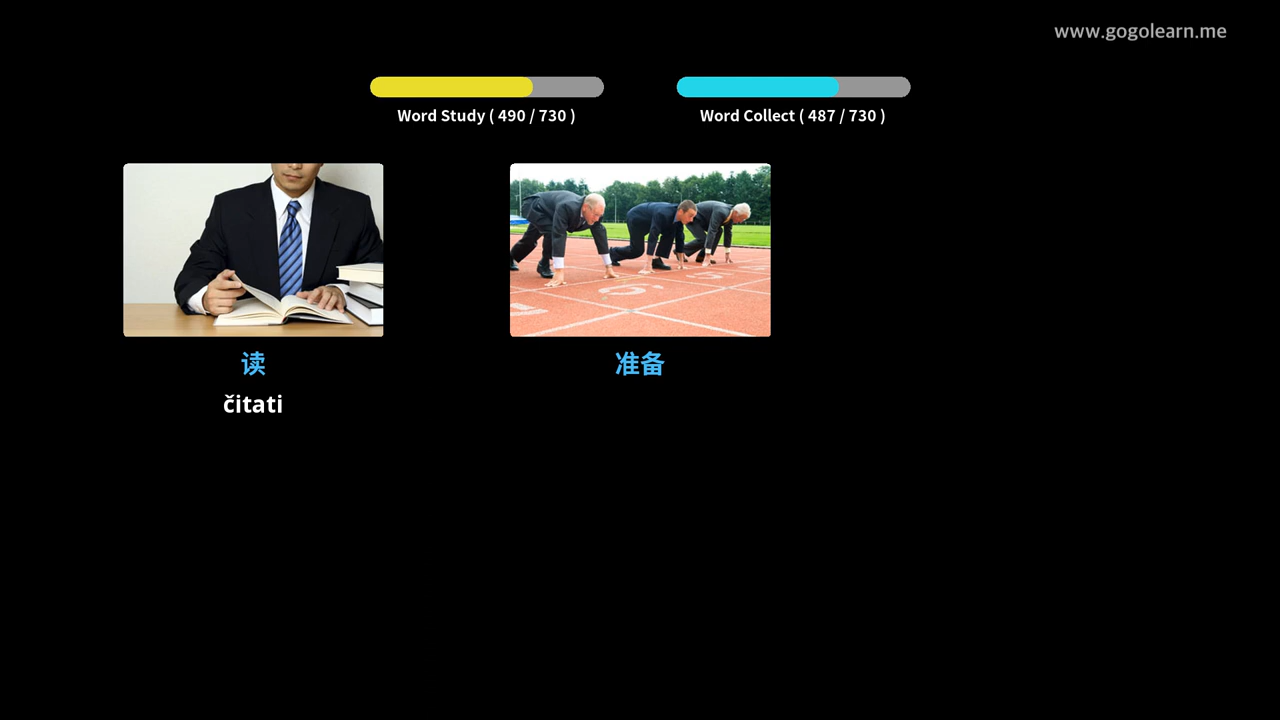 www.gogolearn.me
Word Study ( 490 / 730 )
Word Collect ( 487 / 730 )
读
准备
čitati